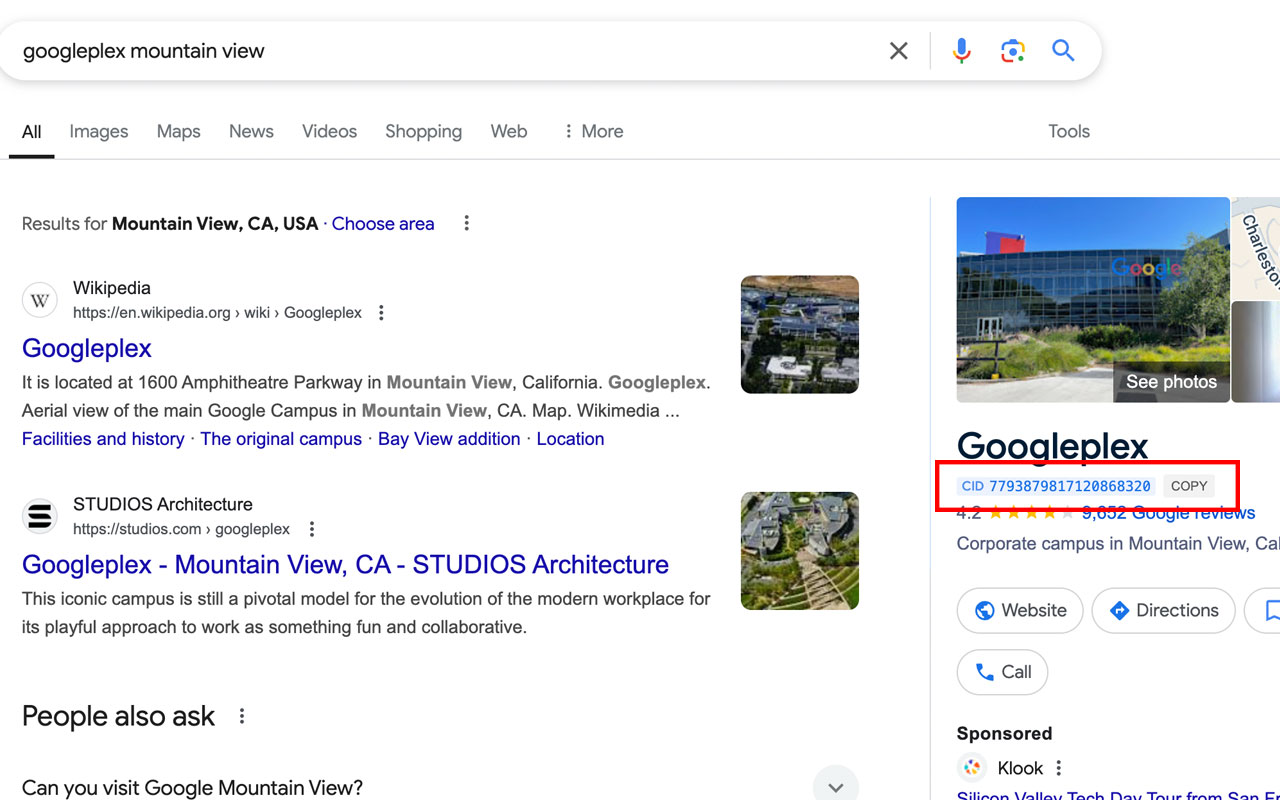 googleplex mountain view
All Images Maps News Videos Shopping Web More Tools
Results for Mountain View, CA, USA · Choose area
W
Wikipedia
https://en.wikipedia.org › wiki › Googleplex
Googleplex
It is located at 1600 Amphitheatre Parkway in Mountain View, California. Googleplex.
Aerial view of the main Google Campus in Mountain View, CA. Map. Wikimedia ...
Facilities and history · The original campus · Bay View addition · Location
STUDIOS Architecture
https://studios.com › googleplex
Googleplex - Mountain View, CA - STUDIOS Architecture
This iconic campus is still a pivotal model for the evolution of the modern workplace for
its playful approach to work as something fun and collaborative.
People also ask
Can you visit Google Mountain View?
Google
Charleston
See photos
Googleplex
CID 7793879817120868320 COPY
4.2 9,652 Google reviews
Corporate campus in Mountain View, Cal
Website Directions
Call
Sponsored
Klook
Silicon Valley Tech Day Tour from San Fr